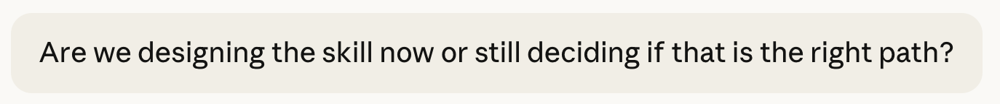 Are we designing the skill now or still deciding if that is the right path?